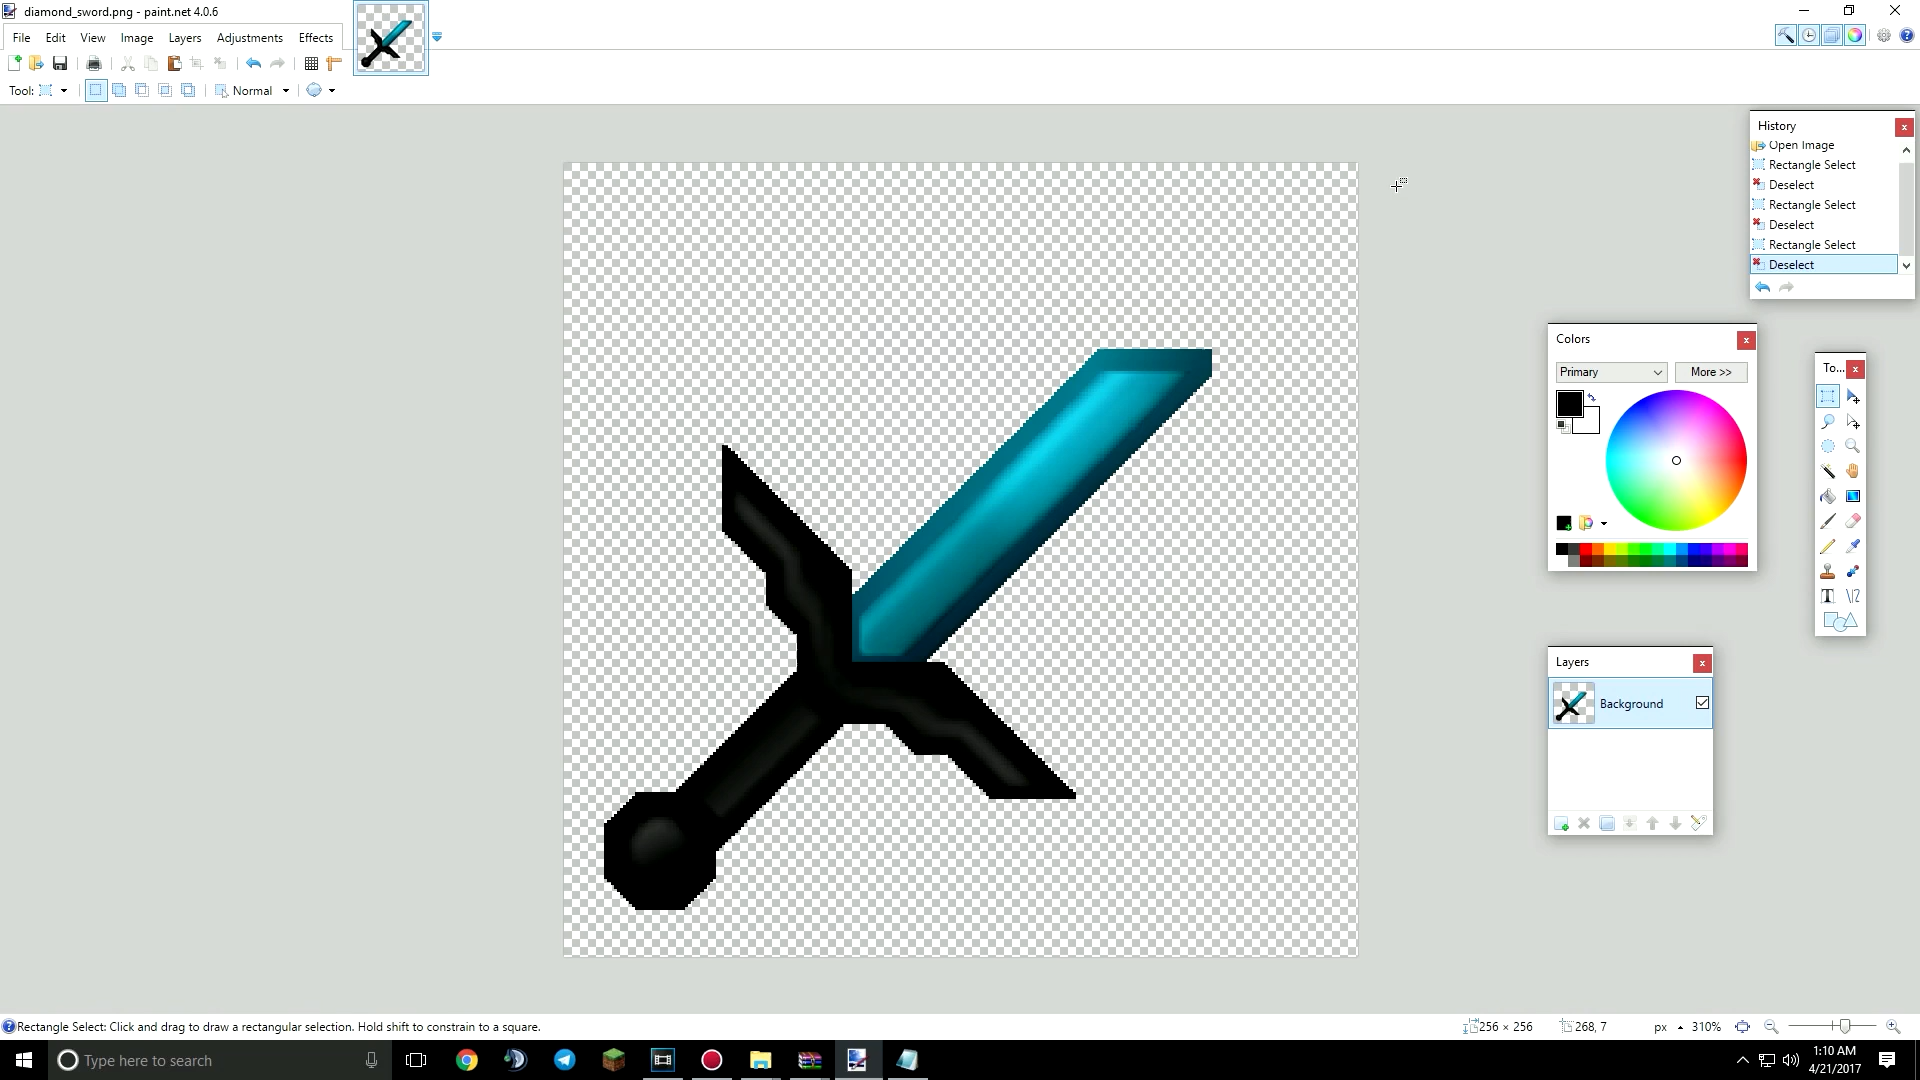 diamond_sword.png - paint.net 4.0.6
File Edit View Image Layers Adjustments Effects
Tool: Normal
History
Open Image
Rectangle Select
Deselect
Rectangle Select
Deselect
Rectangle Select
Deselect
Colors
Primary More >>
To...
Layers
Background
Rectangle Select: Click and drag to draw a rectangular selection. Hold shift to constrain to a square.
256 × 256 268, 7 px 310%
Type here to search
1:10 AM
4/21/2017